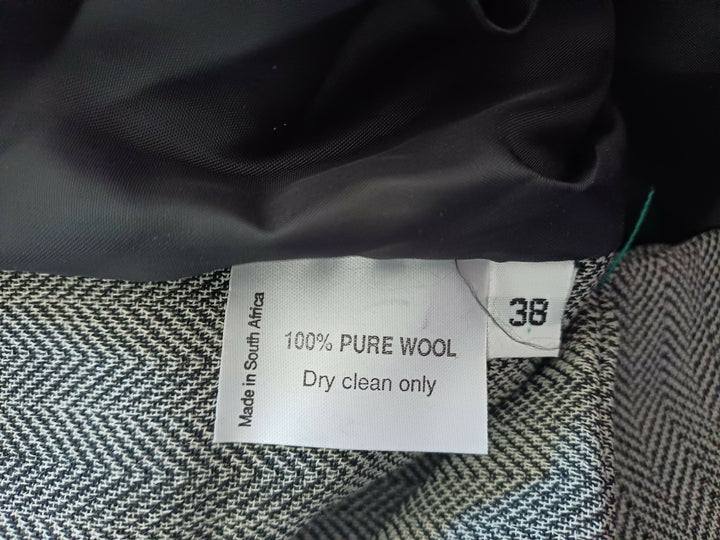 Made in South Africa
100% PURE WOOL
Dry clean only
38